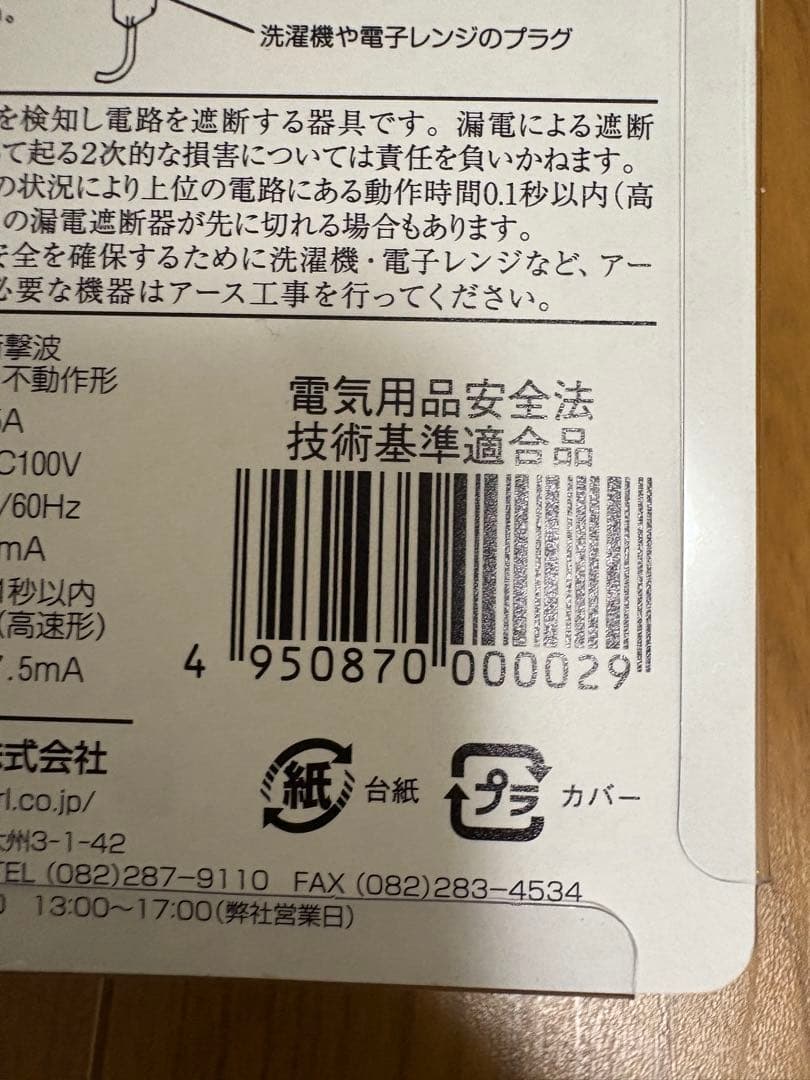 洗濯機や電子レンジのプラグ
を検知し電路を遮断する器具です。漏電による遮断
って起る2次的な損害については責任を負いかねます。
の状況により上位の電路にある動作時間0.1秒以内(高
の漏電遮断器が先に切れる場合もあります。
安全を確保するために洗濯機・電子レンジなど、アー
必要な機器はアース工事を行ってください。
衝撃波
不動作形
5A
C100V
/60Hz
mA
1秒以内
(高速形)
7.5mA
電気用品安全法
技術基準適合品
4 950870 000029
株式会社
rl.co.jp/
大州3-1-42
TEL (082)287-9110 FAX (082)283-4534
0 13:00〜17:00(弊社営業日)
紙 台紙
プラ カバー